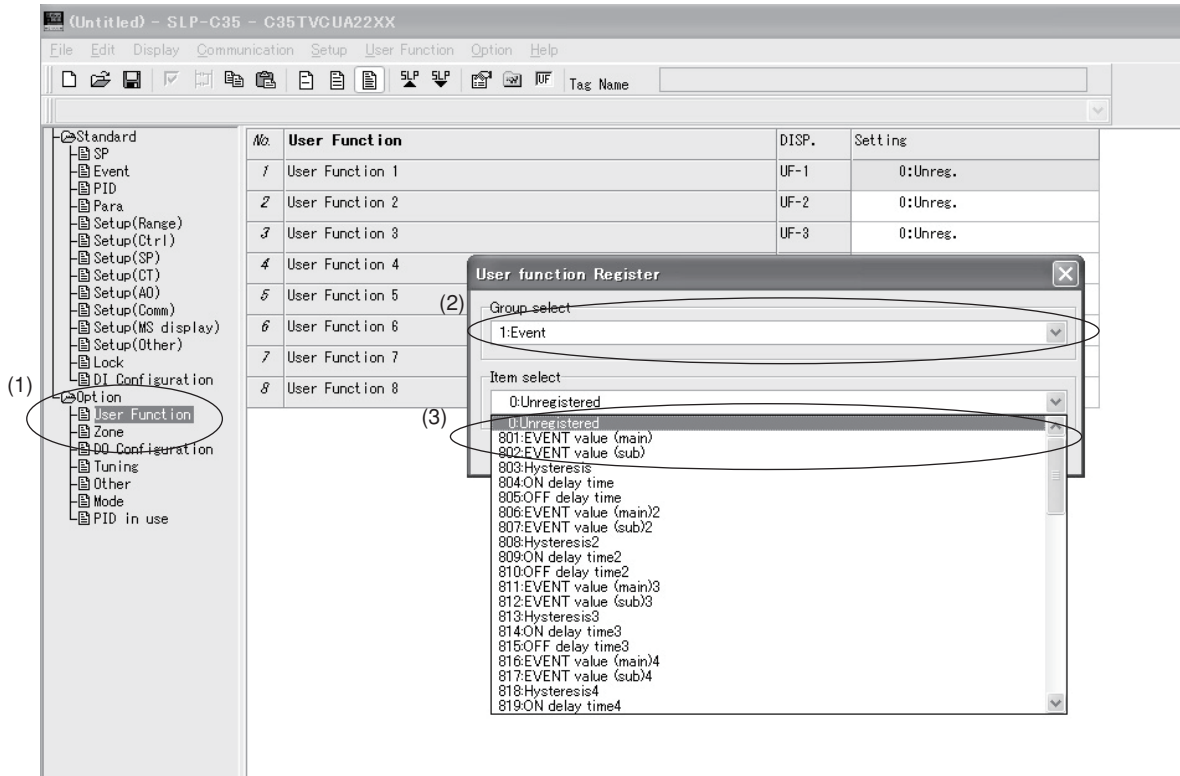 (Untitled) - SLP-C35 - C35TVCUA22XX
File Edit Display Communication Setup User Function Option Help
SLP SLP UF Tag Name
Standard
SP
Event
PID
Para
Setup(Range)
Setup(Ctrl)
Setup(SP)
Setup(CT)
Setup(AO)
Setup(Comm)
Setup(MS display)
Setup(Other)
Lock
DI Configuration
(1)
Option
User Function
Zone
DO Configuration
Tuning
Other
Mode
PID in use
No. User Function DISP. Setting
1 User Function 1 UF-1 0:Unreg.
2 User Function 2 UF-2 0:Unreg.
3 User Function 3 UF-3 0:Unreg.
4 User Function 4
5 User Function 5
6 User Function 6
7 User Function 7
8 User Function 8
User function Register
(2)
Group select
1:Event
Item select
0:Unregistered
(3)
0:Unregistered
801:EVENT value (main)
802:EVENT value (sub)
803:Hysteresis
804:ON delay time
805:OFF delay time
806:EVENT value (main)2
807:EVENT value (sub)2
808:Hysteresis2
809:ON delay time2
810:OFF delay time2
811:EVENT value (main)3
812:EVENT value (sub)3
813:Hysteresis3
814:ON delay time3
815:OFF delay time3
816:EVENT value (main)4
817:EVENT value (sub)4
818:Hysteresis4
819:ON delay time4